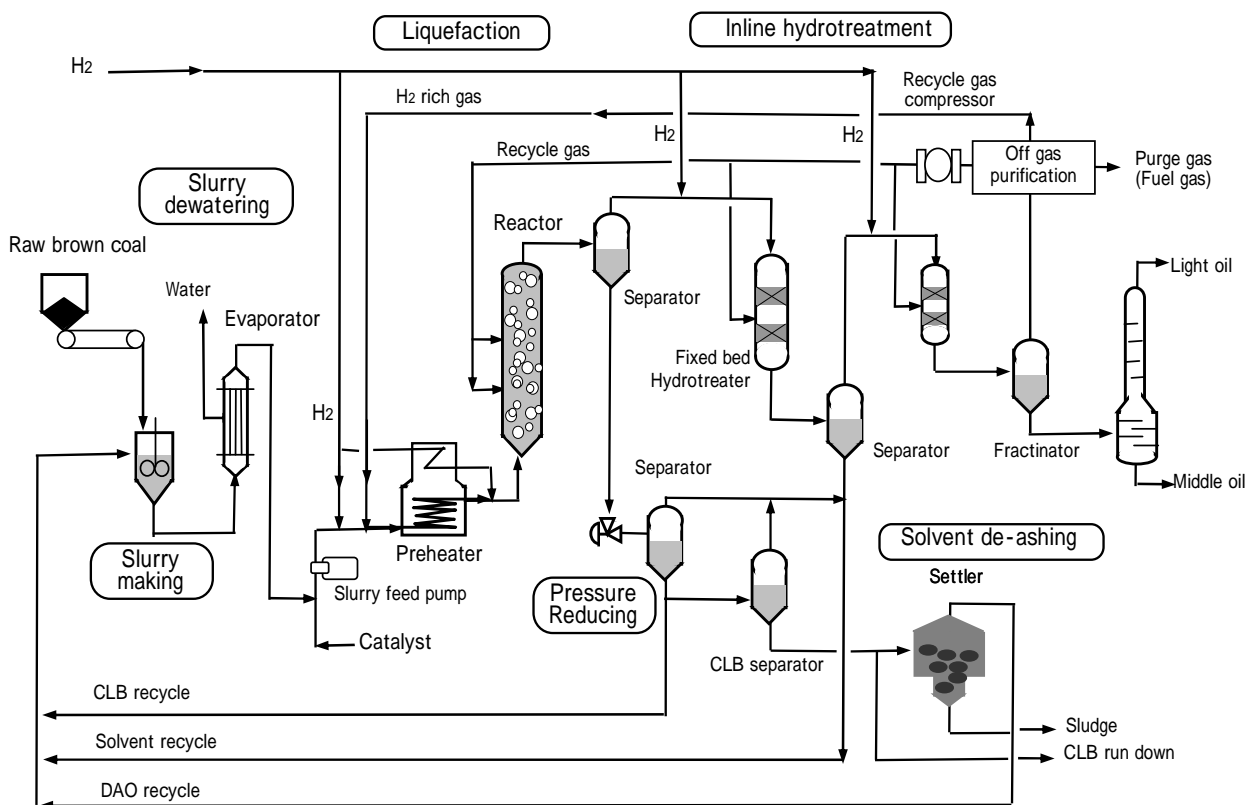 Liquefaction
Inline hydrotreatment
H2
Recycle gas
compressor
H2 rich gas
H2
H2
Recycle gas
Off gas
purification
Purge gas
(Fuel gas)
Slurry
dewatering
Reactor
Raw brown coal
Light oil
Water
Separator
Evaporator
Fixed bed
Hydrotreater
H2
Separator
Separator
Fractinator
Middle oil
Preheater
Solvent de-ashing
Slurry
making
Settler
Slurry feed pump
Pressure
Reducing
Catalyst
CLB separator
CLB recycle
Sludge
Solvent recycle
CLB run down
DAO recycle